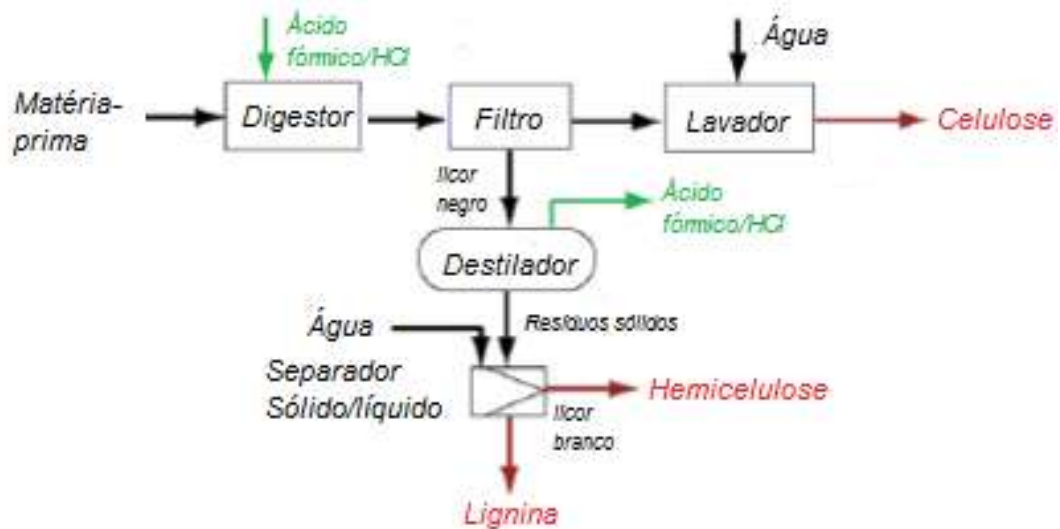 Ácido
fórmico/HCl
Água
Matéria-
prima
Digestor
Filtro
Lavador
Celulose
licor
negro
Ácido
fórmico/HCl
Destilador
Água
Resíduos sólidos
Separador
Sólido/líquido
Hemicelulose
licor
branco
Lignina